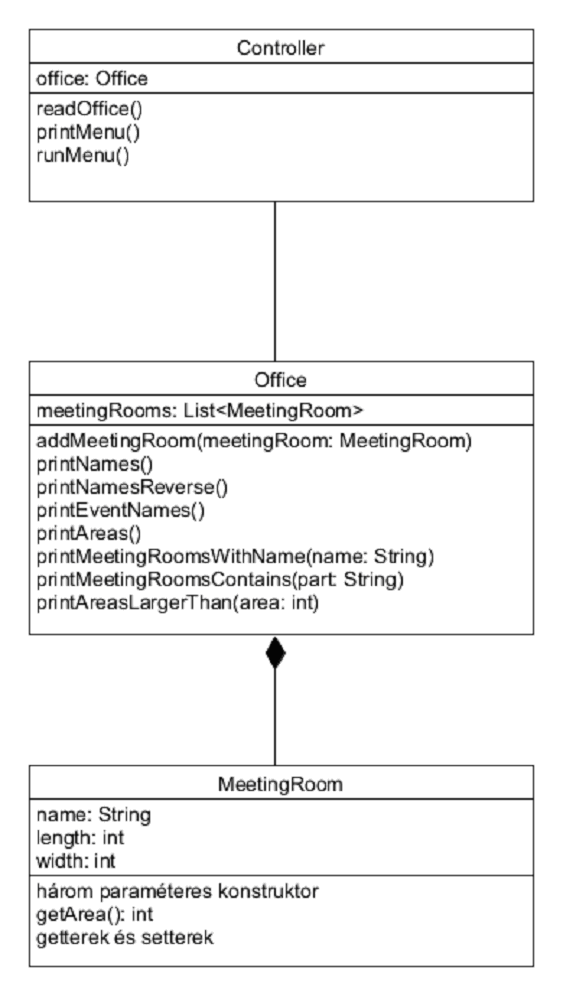 Controller
office: Office
readOffice()
printMenu()
runMenu()
Office
meetingRooms: List<MeetingRoom>
addMeetingRoom(meetingRoom: MeetingRoom)
printNames()
printNamesReverse()
printEventNames()
printAreas()
printMeetingRoomsWithName(name: String)
printMeetingRoomsContains(part: String)
printAreasLargerThan(area: int)
MeetingRoom
name: String
length: int
width: int
három paraméteres konstruktor
getArea(): int
getterek és setterek